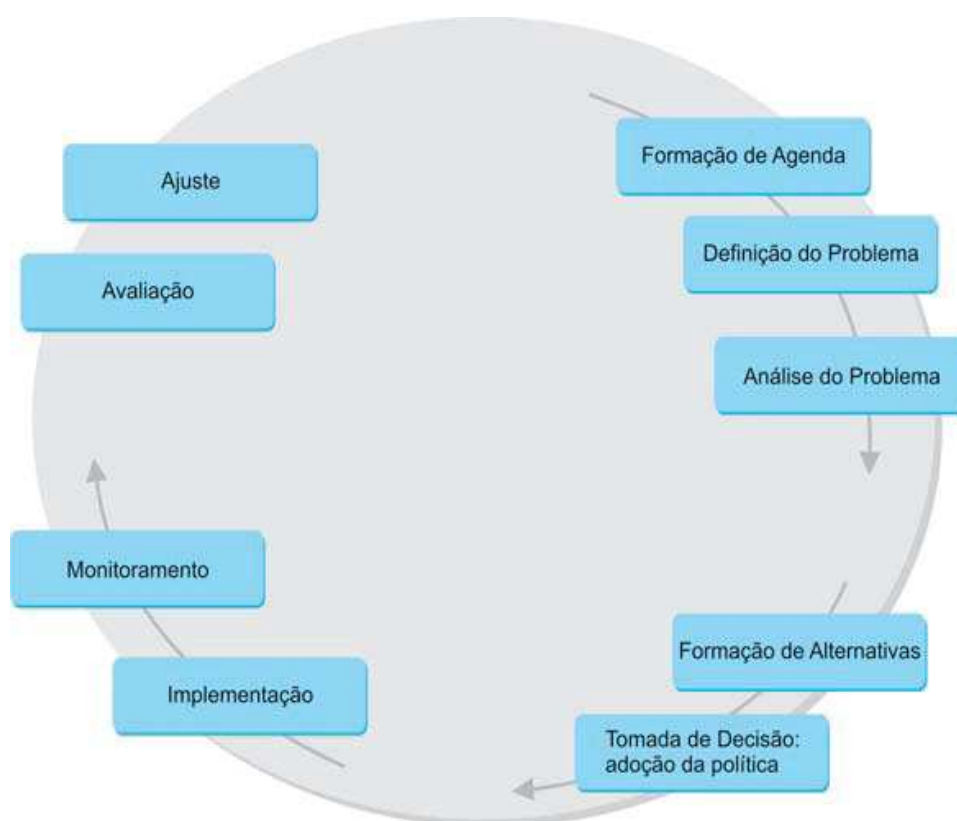 Formação de Agenda
Definição do Problema
Análise do Problema
Formação de Alternativas
Tomada de Decisão:
adoção da política
Implementação
Monitoramento
Avaliação
Ajuste